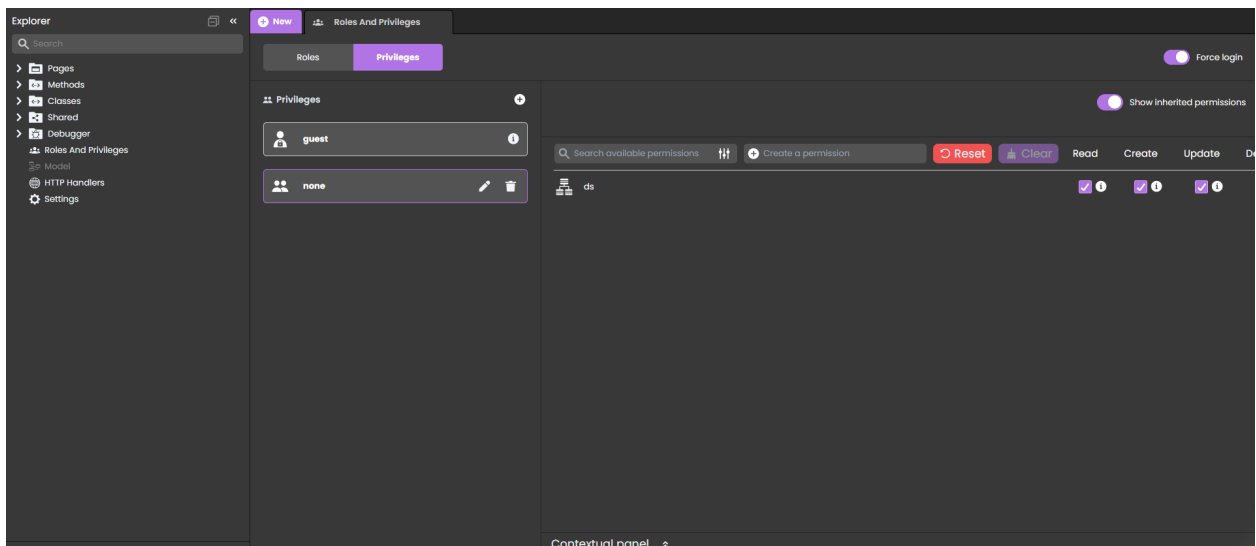 Explorer
Search
Pages
Methods
Classes
Shared
Debugger
Roles And Privileges
Model
HTTP Handlers
Settings
New
Roles And Privileges
Roles
Privileges
Force login
Privileges
guest
none
Show inherited permissions
Search available permissions
Create a permission
Reset
Clear
Read
Create
Update
De
ds
Contextual panel